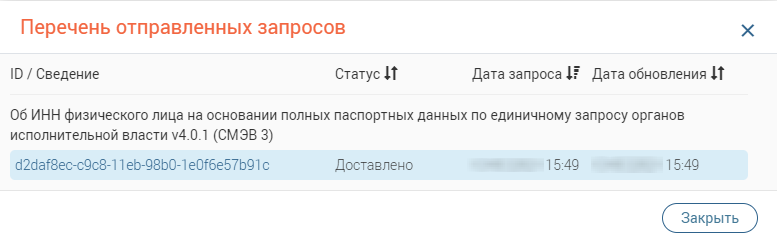 Перечень отправленных запросов
ID / Сведение Статус Дата запроса Дата обновления
Об ИНН физического лица на основании полных паспортных данных по единичному запросу органов
исполнительной власти v4.0.1 (СМЭВ 3)
d2daf8ec-c9c8-11eb-98b0-1e0f6e57b91c Доставлено 15:49 15:49
Закрыть